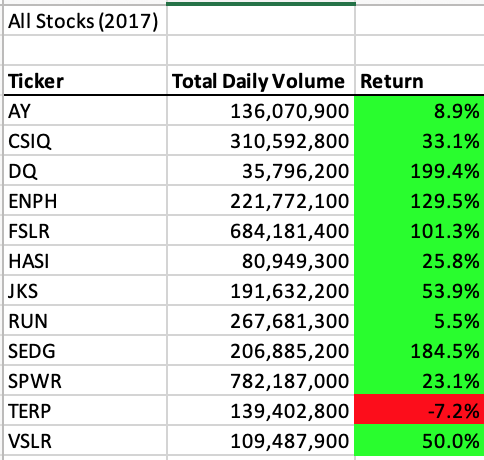 All Stocks (2017)
Ticker Total Daily Volume Return
AY 136,070,900 8.9%
CSIQ 310,592,800 33.1%
DQ 35,796,200 199.4%
ENPH 221,772,100 129.5%
FSLR 684,181,400 101.3%
HASI 80,949,300 25.8%
JKS 191,632,200 53.9%
RUN 267,681,300 5.5%
SEDG 206,885,200 184.5%
SPWR 782,187,000 23.1%
TERP 139,402,800 -7.2%
VSLR 109,487,900 50.0%